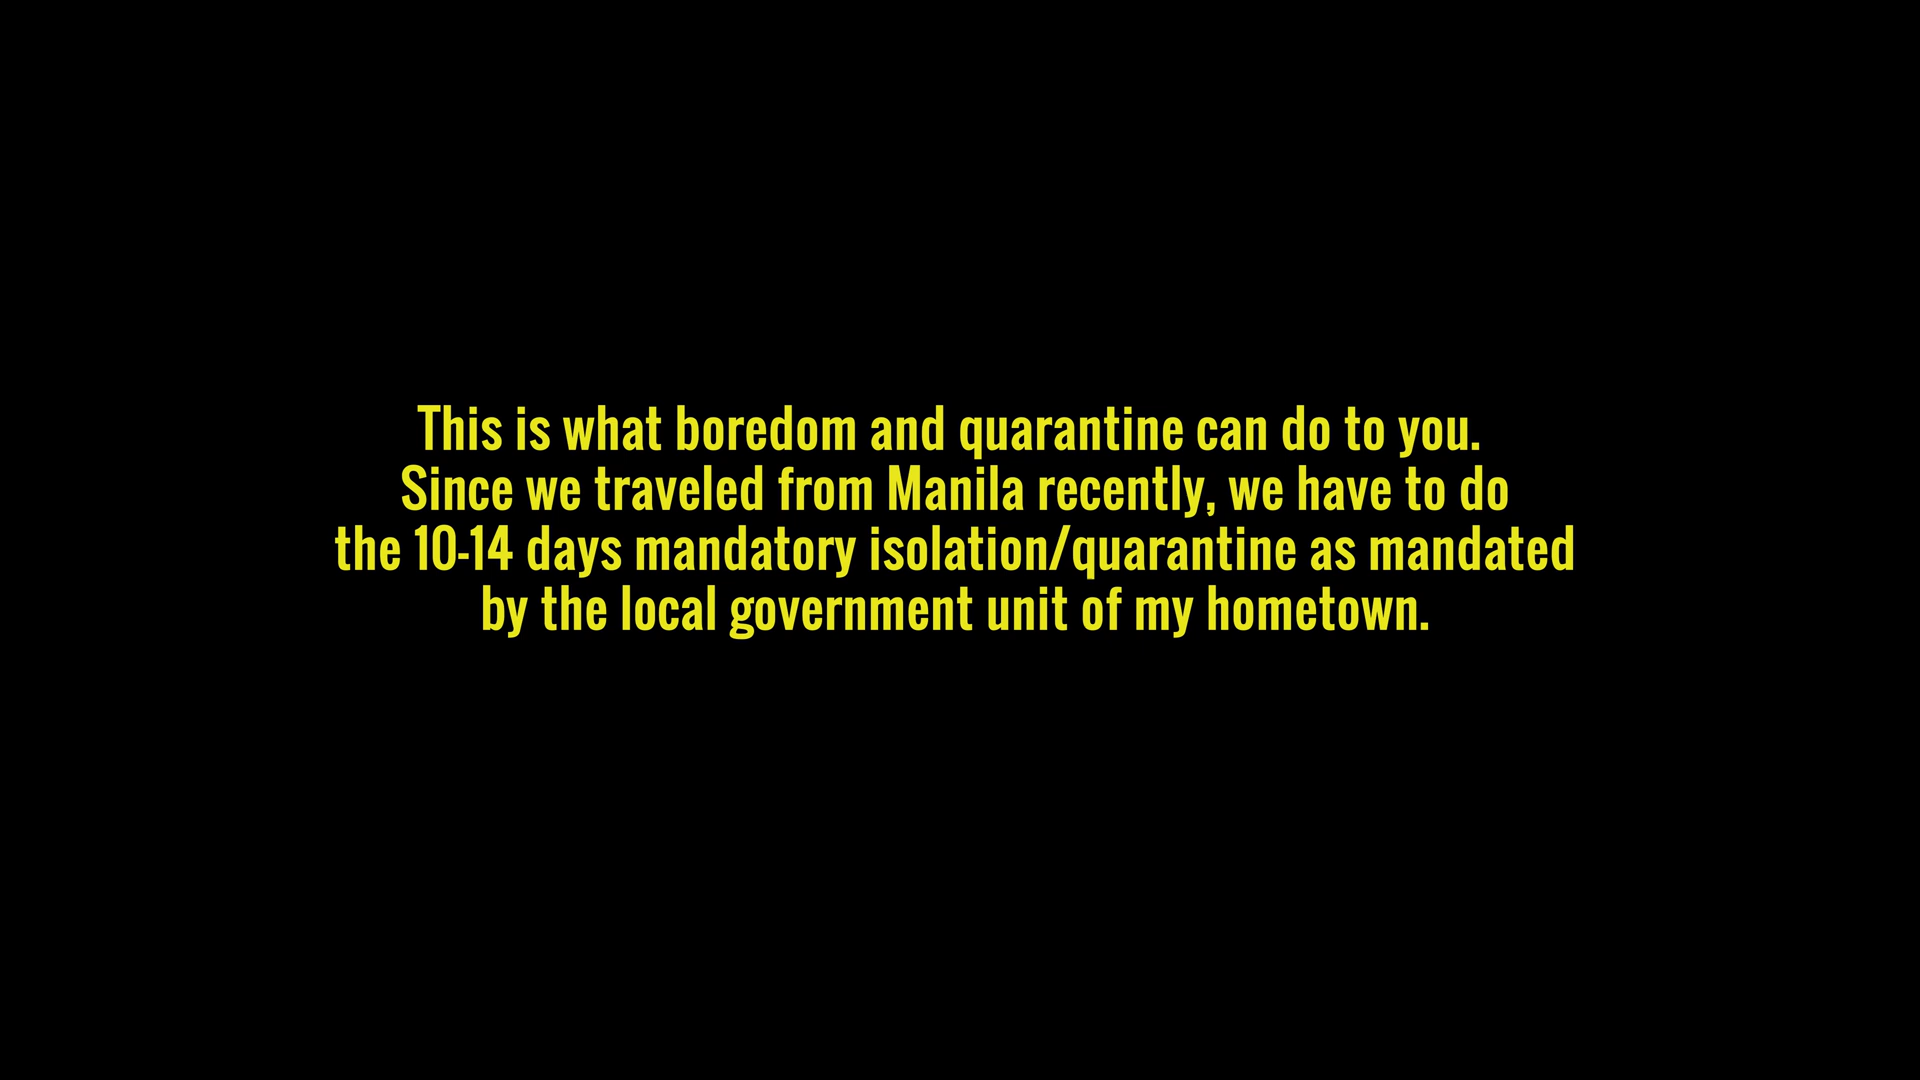 This is what boredom and quarantine can do to you.
Since we traveled from Manila recently, we have to do
the 10-14 days mandatory isolation/quarantine as mandated
by the local government unit of my hometown.